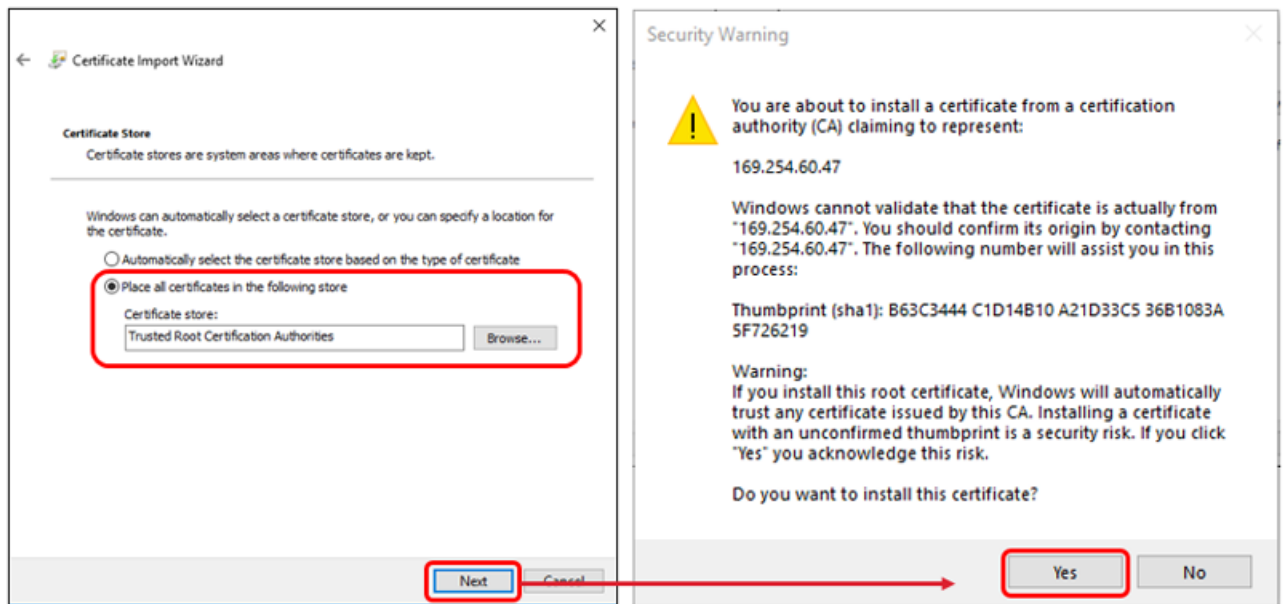 Certificate Import Wizard
Certificate Store
Certificate stores are system areas where certificates are kept.
Windows can automatically select a certificate store, or you can specify a location for
the certificate.
Automatically select the certificate store based on the type of certificate
Place all certificates in the following store
Certificate store:
Trusted Root Certification Authorities
Browse...
Next
Cancel
Security Warning
You are about to install a certificate from a certification
authority (CA) claiming to represent:
169.254.60.47
Windows cannot validate that the certificate is actually from
"169.254.60.47". You should confirm its origin by contacting
"169.254.60.47". The following number will assist you in this
process:
Thumbprint (sha1): B63C3444 C1D14B10 A21D33C5 36B1083A
5F726219
Warning:
If you install this root certificate, Windows will automatically
trust any certificate issued by this CA. Installing a certificate
with an unconfirmed thumbprint is a security risk. If you click
"Yes" you acknowledge this risk.
Do you want to install this certificate?
Yes
No